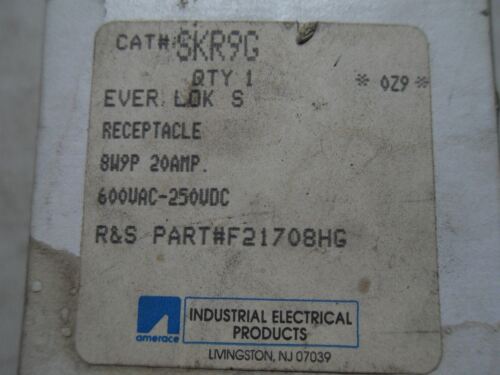 CAT# SKR9G
QTY 1
* 0Z9 *
EVER LOK S
RECEPTACLE
8W9P 20AMP.
600VAC-250VDC
R&S PART#F21708HG
amerace
INDUSTRIAL ELECTRICAL
PRODUCTS
LIVINGSTON, NJ 07039